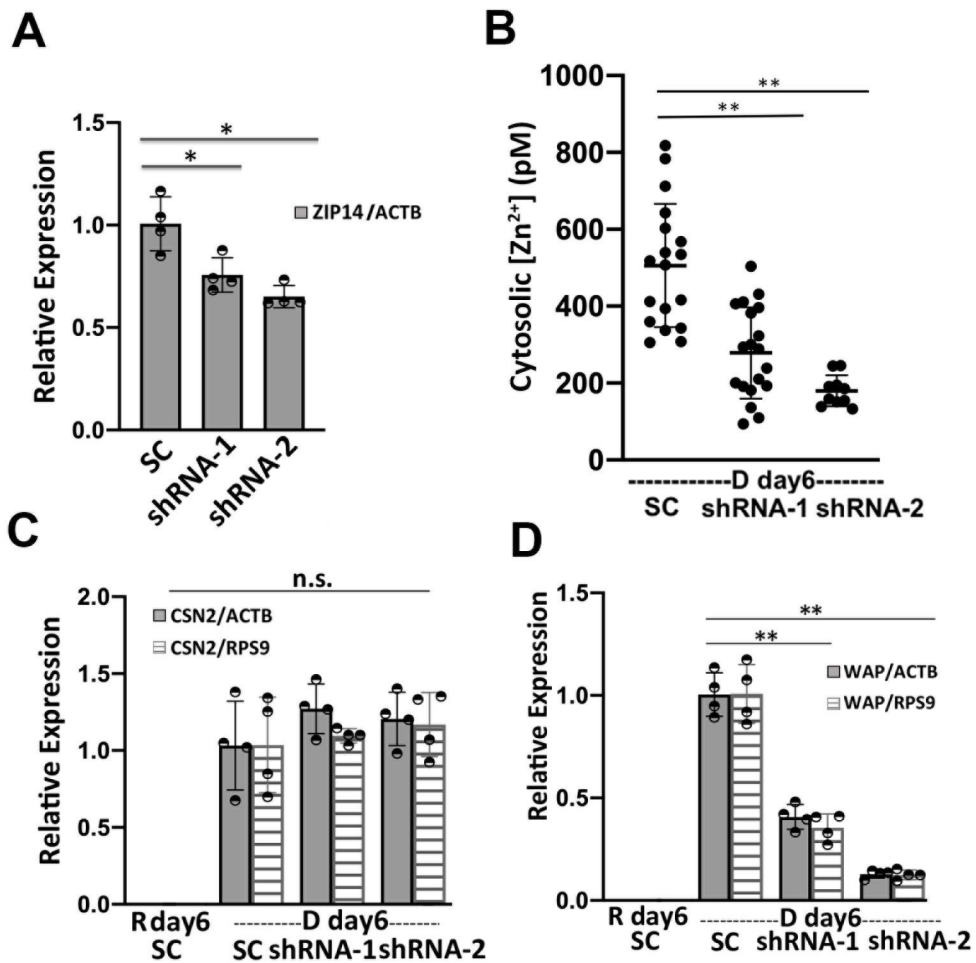 A
Relative Expression
1.5
1.0
0.5
0.0
*
*
ZIP14/ACTB
SC
shRNA-1
shRNA-2
B
Cytosolic [Zn²⁺] (pM)
1000
800
600
400
200
0
**
**
------------D day6--------
SC shRNA-1 shRNA-2
C
Relative Expression
2.0
1.5
1.0
0.5
0.0
n.s.
CSN2/ACTB
CSN2/RPS9
R day6 ---------D day6------
SC SC shRNA-1 shRNA-2
D
Relative Expression
1.5
1.0
0.5
0.0
**
**
WAP/ACTB
WAP/RPS9
R day6 ----------D day6-----------
SC SC shRNA-1 shRNA-2